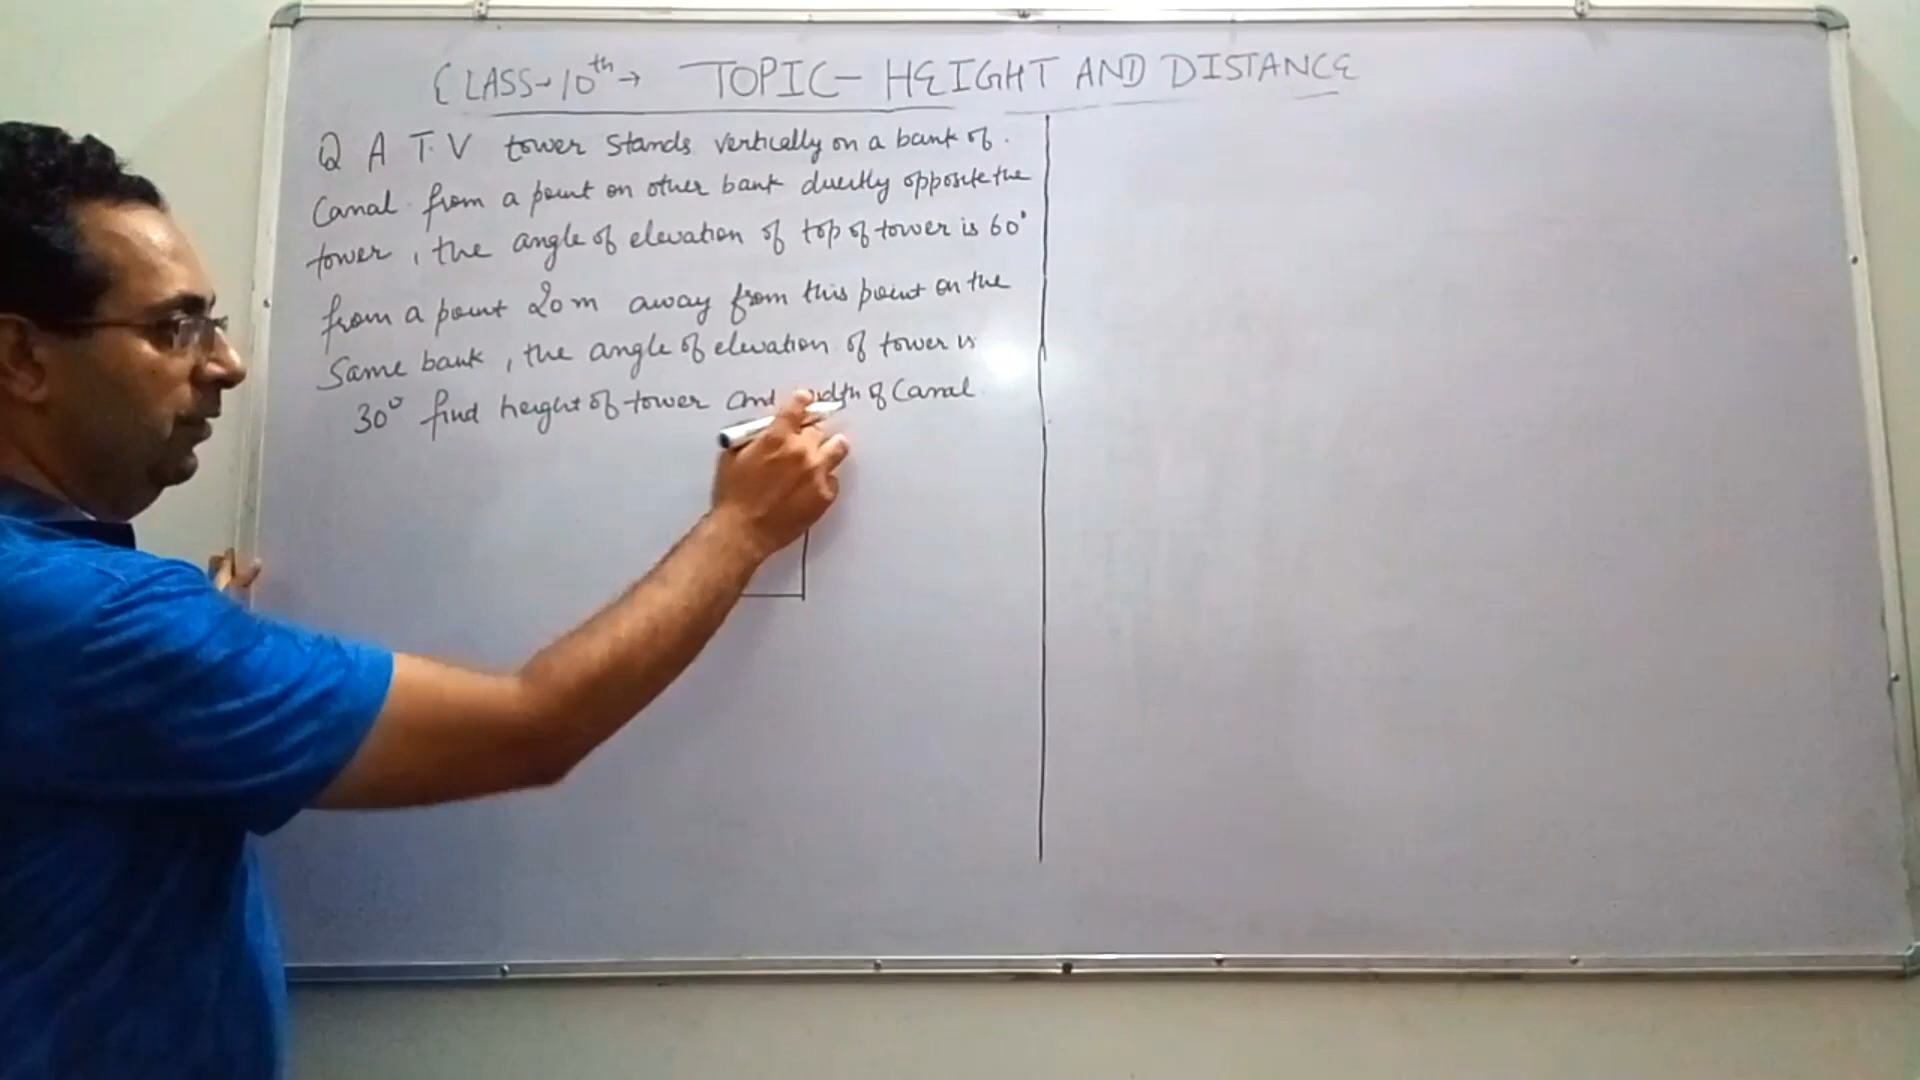 CLASS→10th→ TOPIC- HEIGHT AND DISTANCE
Q A T.V tower stands vertically on a bank of.
Canal. from a point on other bank directly opposite the
tower, the angle of elevation of top of tower is 60°
from a point 20m away from this point on the
Same bank, the angle of elevation of tower is
30° find height of tower and of Canal.